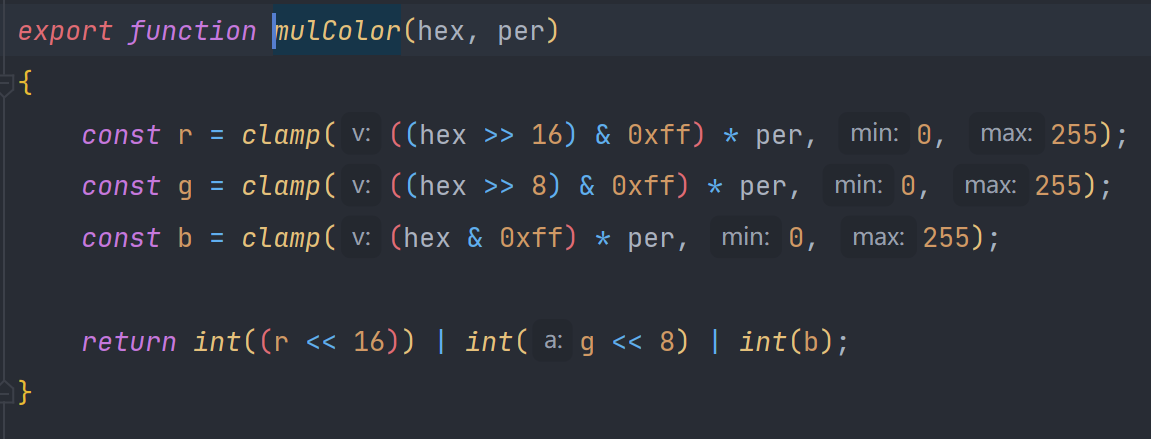 export function mulColor(hex, per)
{
const r = clamp( v: ((hex >> 16) & 0xff) * per, min: 0, max: 255);
const g = clamp( v: ((hex >> 8) & 0xff) * per, min: 0, max: 255);
const b = clamp( v: (hex & 0xff) * per, min: 0, max: 255);
return int((r << 16)) | int( a: g << 8) | int(b);
}